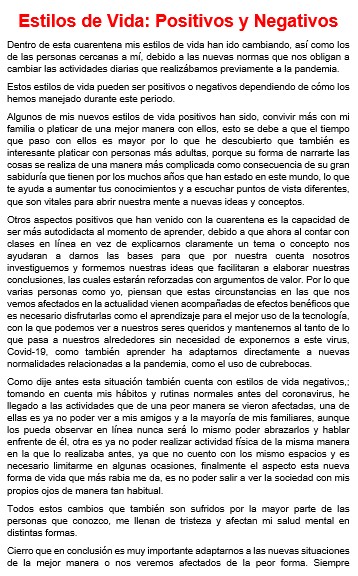 Estilos de Vida: Positivos y Negativos
Dentro de esta cuarentena mis estilos de vida han ido cambiando, así como los
de las personas cercanas a mí, debido a las nuevas normas que nos obligan a
cambiar las actividades diarias que realizábamos previamente a la pandemia.
Estos estilos de vida pueden ser positivos o negativos dependiendo de cómo los
hemos manejado durante este periodo.
Algunos de mis nuevos estilos de vida positivos han sido, convivir más con mi
familia o platicar de una mejor manera con ellos, esto se debe a que el tiempo
que paso con ellos es mayor por lo que he descubierto que también es
interesante platicar con personas más adultas, porque su forma de narrarte las
cosas se realiza de una manera más complicada como consecuencia de su gran
sabiduría que tienen por los muchos años que han estado en este mundo, lo que
te ayuda a aumentar tus conocimientos y a escuchar puntos de vista diferentes,
que son vitales para abrir nuestra mente a nuevas ideas y conceptos.
Otros aspectos positivos que han venido con la cuarentena es la capacidad de
ser más autodidacta al momento de aprender, debido a que ahora al contar con
clases en línea en vez de explicarnos claramente un tema o concepto nos
ayudaran a darnos las bases para que por nuestra cuenta nosotros
investiguemos y formemos nuestras ideas que facilitaran a elaborar nuestras
conclusiones, las cuales estarán reforzadas con argumentos de valor. Por lo que
varias personas como yo, piensan que estas circunstancias en las que nos
vemos afectados en la actualidad vienen acompañadas de efectos benéficos que
es necesario disfrutarlas como el aprendizaje para el mejor uso de la tecnología,
con la que podemos ver a nuestros seres queridos y mantenernos al tanto de lo
que pasa a nuestros alrededores sin necesidad de exponernos a este virus,
Covid-19, como también aprender ha adaptarnos directamente a nuevas
normalidades relacionadas a la pandemia, como el uso de cubrebocas.
Como dije antes esta situación también cuenta con estilos de vida negativos,;
tomando en cuenta mis hábitos y rutinas normales antes del coronavirus, he
llegado a las actividades que de una peor manera se vieron afectadas, una de
ellas es ya no poder ver a mis amigos y a la mayoría de mis familiares, aunque
los pueda observar en línea nunca será lo mismo poder abrazarlos y hablar
enfrente de él, otra es ya no poder realizar actividad física de la misma manera
en la que lo realizaba antes, ya que no cuento con los mismo espacios y es
necesario limitarme en algunas ocasiones, finalmente el aspecto esta nueva
forma de vida que más rabia me da, es no poder salir a ver la sociedad con mis
propios ojos de manera tan habitual.
Todos estos cambios que también son sufridos por la mayor parte de las
personas que conozco, me llenan de tristeza y afectan mi salud mental en
distintas formas.
Cierro que en conclusión es muy importante adaptarnos a las nuevas situaciones
de la mejor manera o nos veremos afectados de la peor forma. Siempre